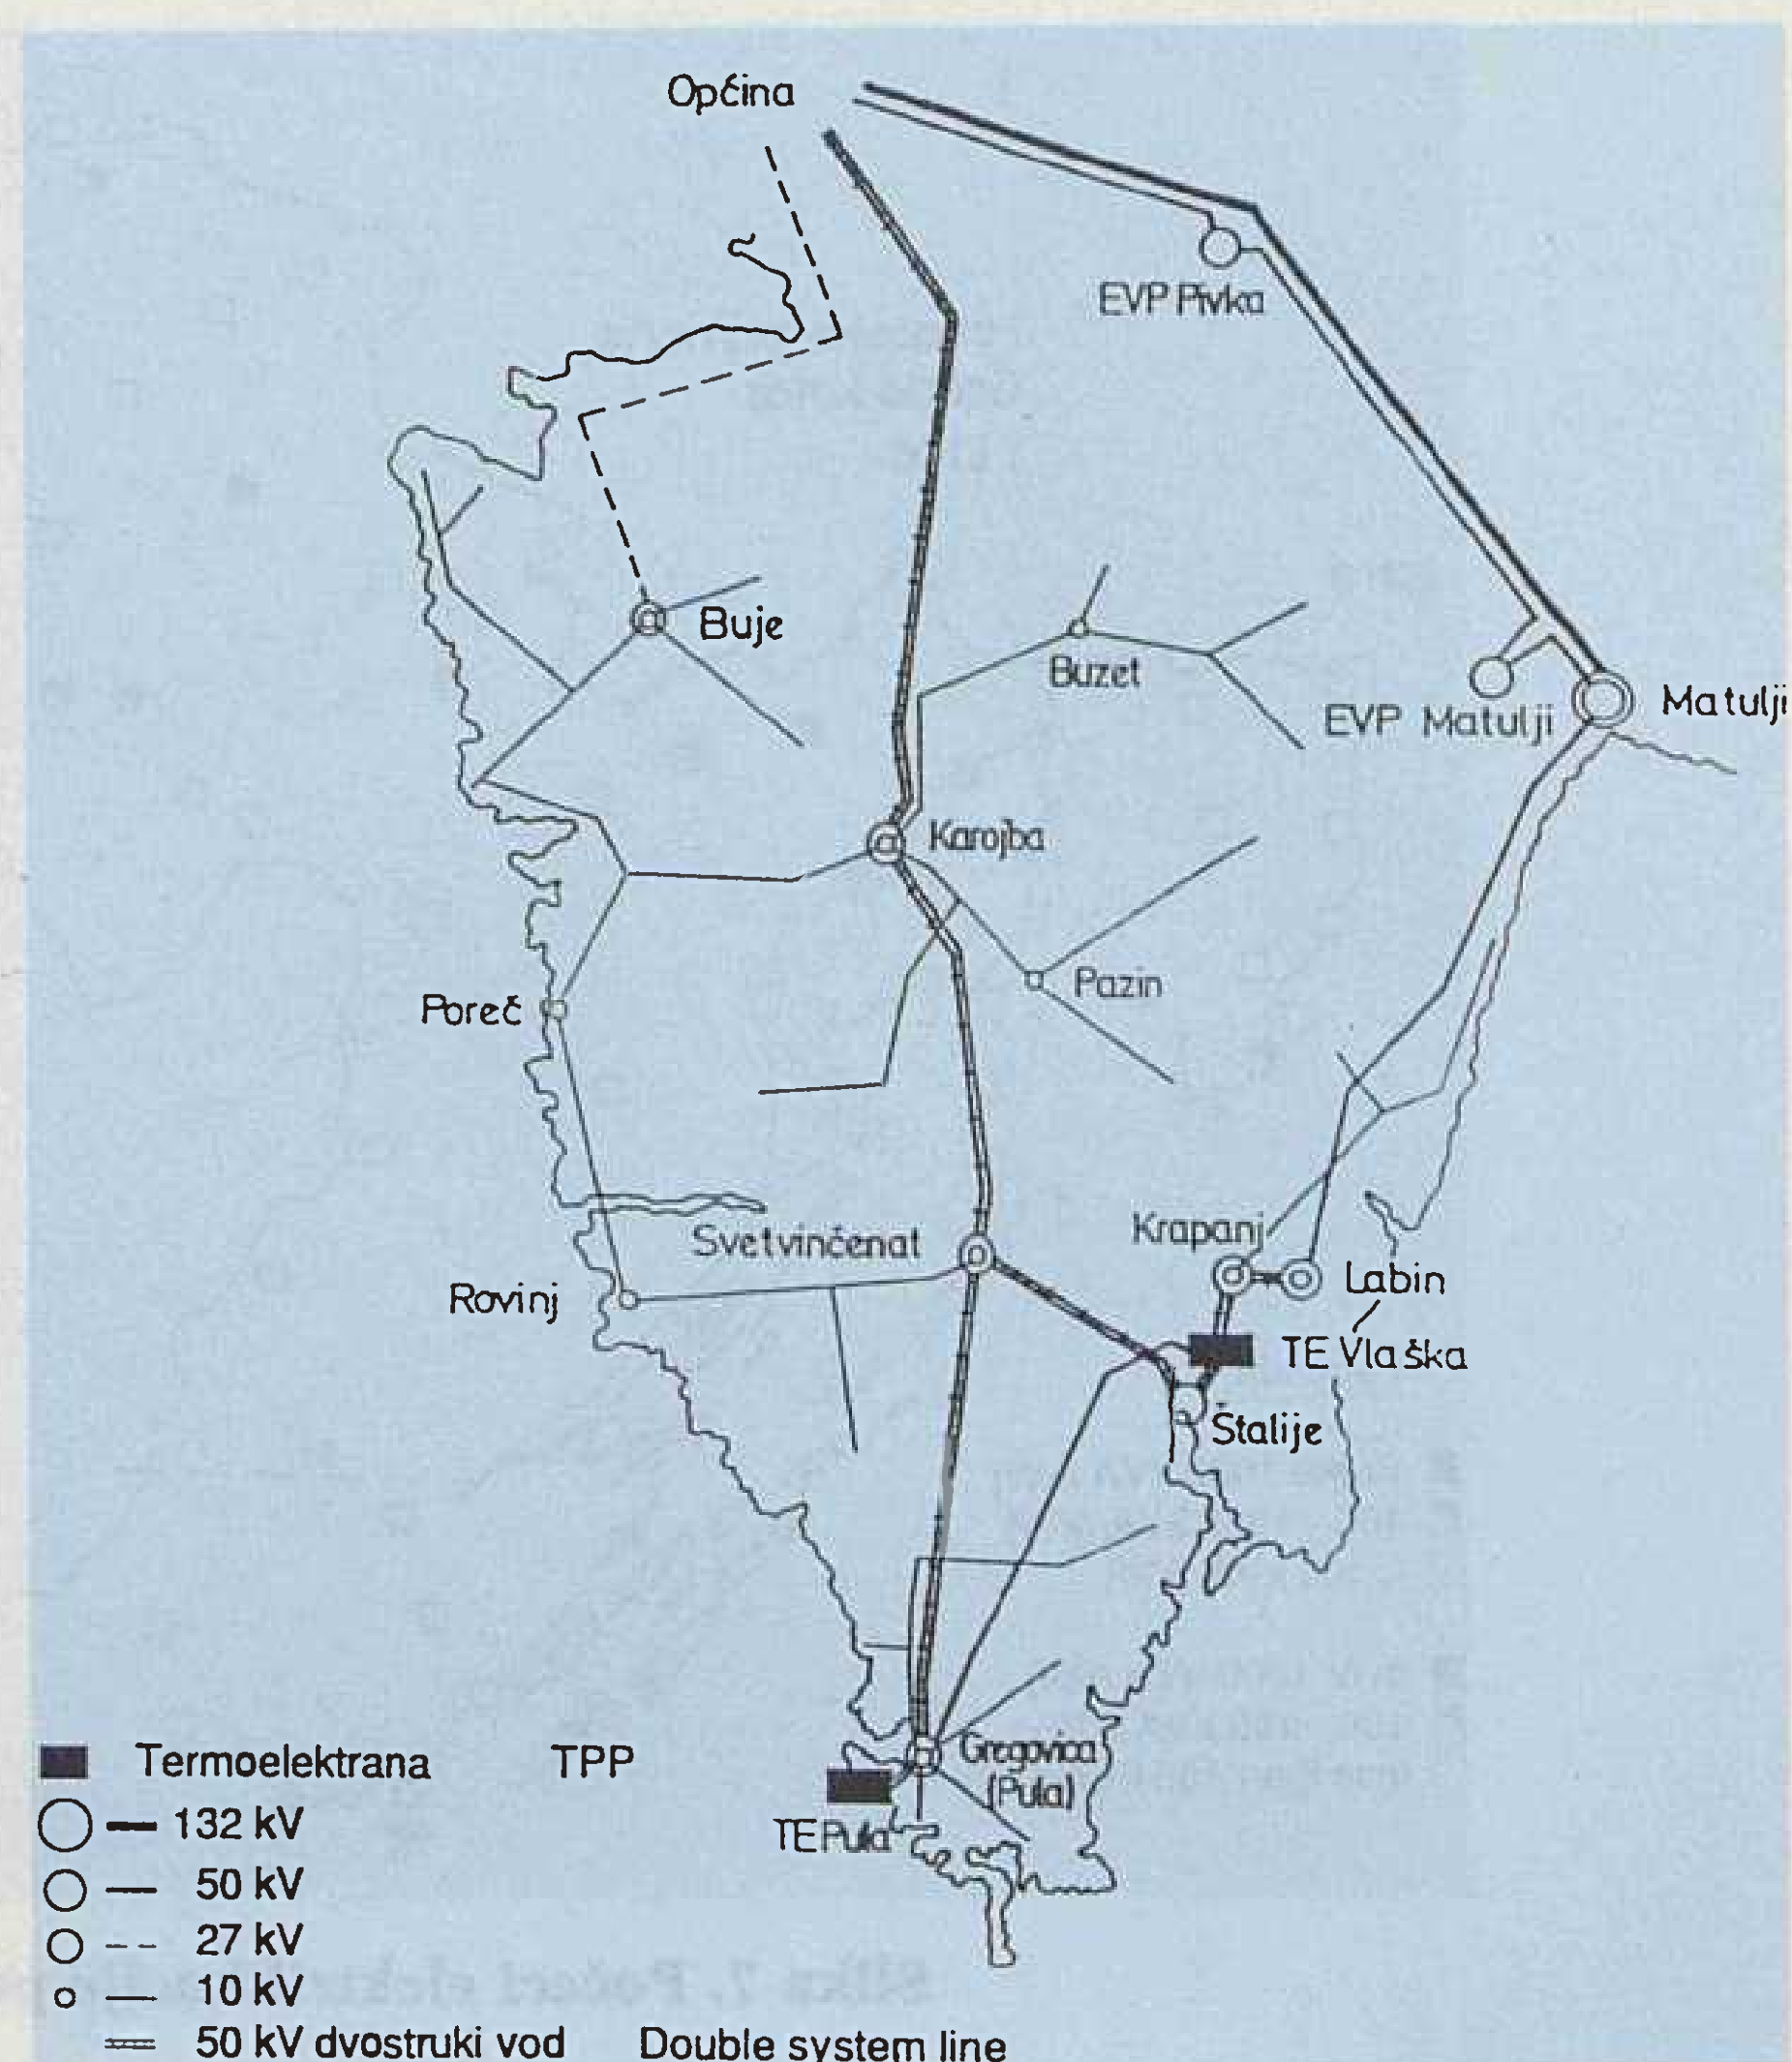 Općina
EVP Pivka
Buje
Buzet
EVP Matulji
Matulji
Karojba
Pazin
Poreč
Svetvinčenat
Krapanj
Labin
Rovinj
TE Vlaška
Štalije
Gregovica
(Pula)
TE Pula
Termoelektrana TPP
132 kV
50 kV
27 kV
10 kV
50 kV dvostruki vod Double system line